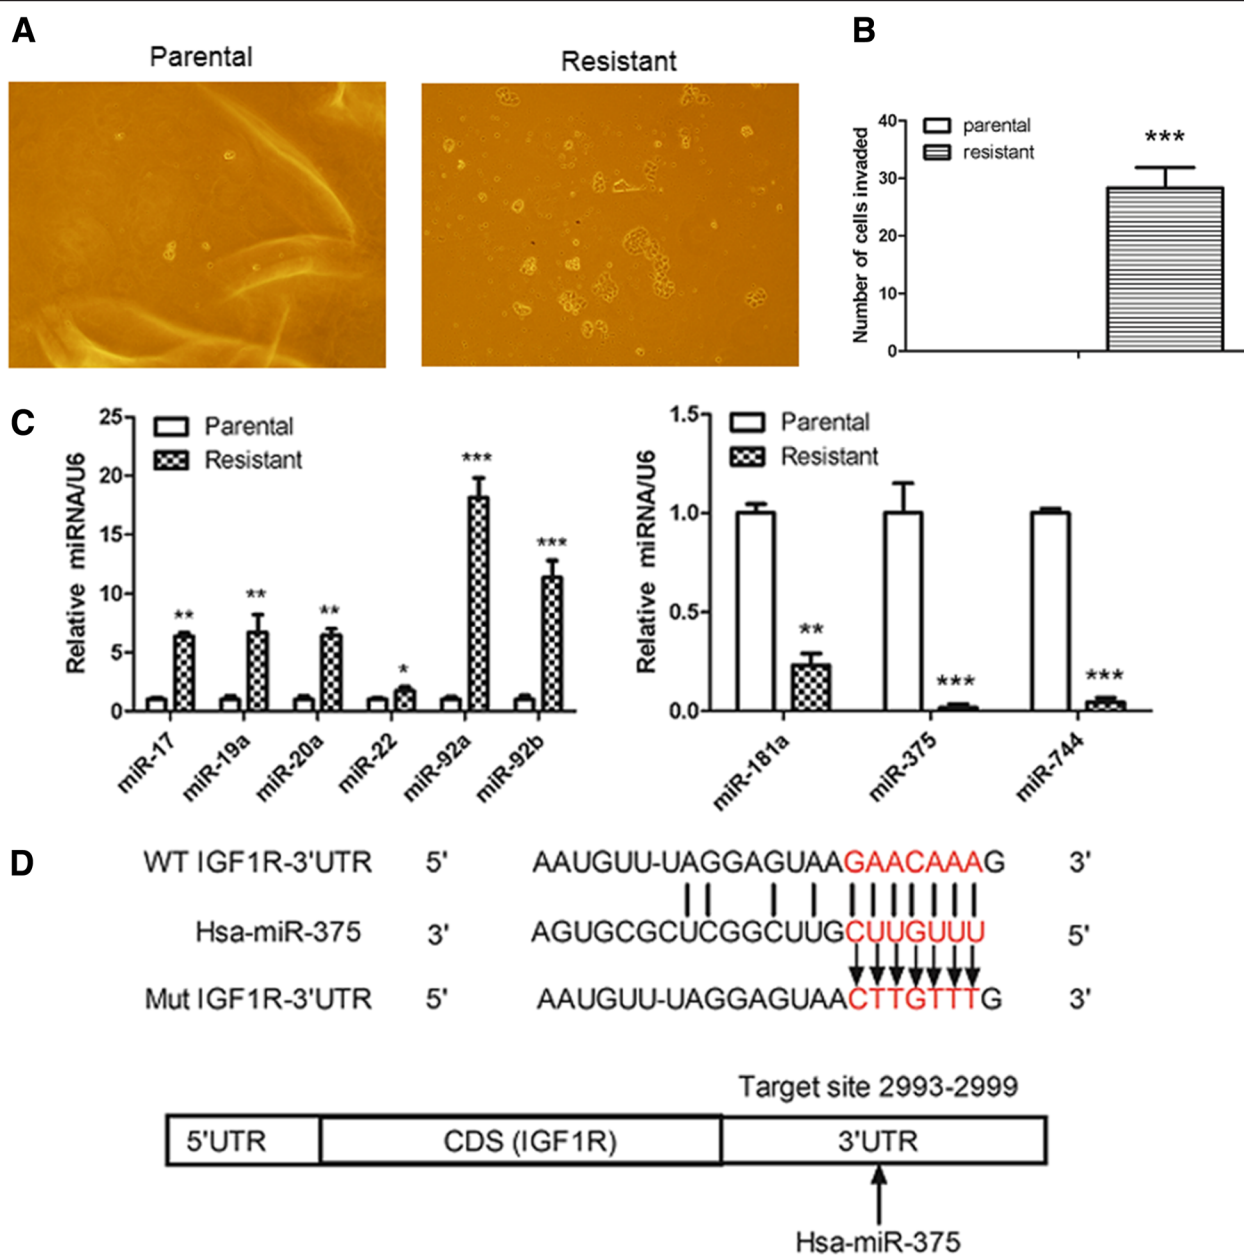 A
Parental
Resistant
B
Number of cells invaded
40
30
20
10
0
parental
resistant
***
C
Relative miRNA/U6
25
20
15
10
5
0
Parental
Resistant
**
**
**
*
***
***
miR-17
miR-19a
miR-20a
miR-22
miR-92a
miR-92b
Relative miRNA/U6
1.5
1.0
0.5
0.0
Parental
Resistant
**
***
***
miR-181a
miR-375
miR-744
D
WT IGF1R-3'UTR 5' AAUGUU-UAGGAGUAAGAACAAAG 3'
Hsa-miR-375 3' AGUGCGCUCGGCUUGCUUGUUU 5'
Mut IGF1R-3'UTR 5' AAUGUU-UAGGAGUAACTTGTTTG 3'
Target site 2993-2999
5'UTR CDS (IGF1R) 3'UTR
Hsa-miR-375